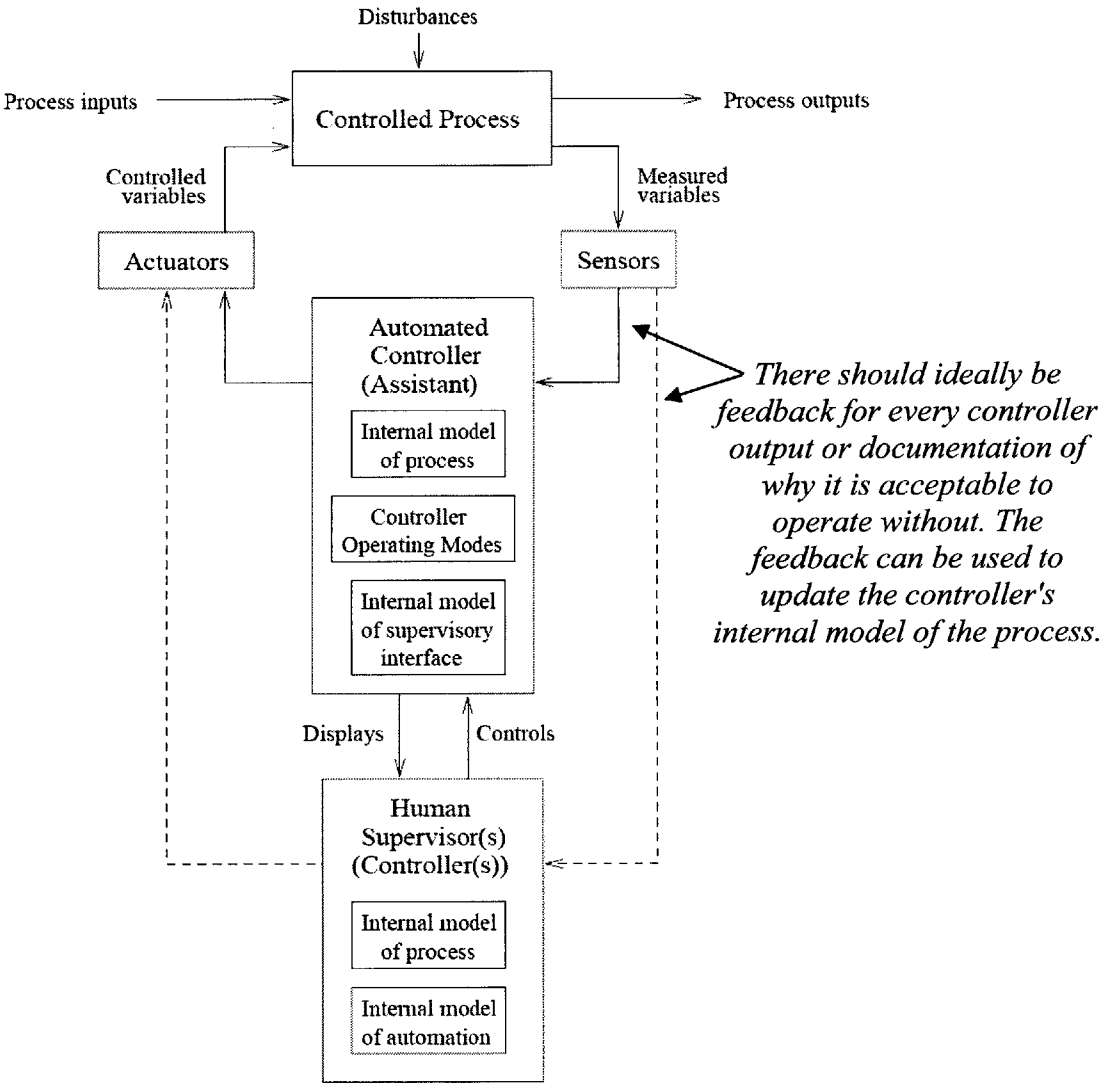 Disturbances
Process inputs
Controlled Process
Process outputs
Controlled
variables
Measured
variables
Actuators
Sensors
Automated
Controller
(Assistant)
Internal model
of process
Controller
Operating Modes
Internal model
of supervisory
interface
There should ideally be
feedback for every controller
output or documentation of
why it is acceptable to
operate without. The
feedback can be used to
update the controller's
internal model of the process.
Displays
Controls
Human
Supervisor(s)
(Controller(s))
Internal model
of process
Internal model
of automation